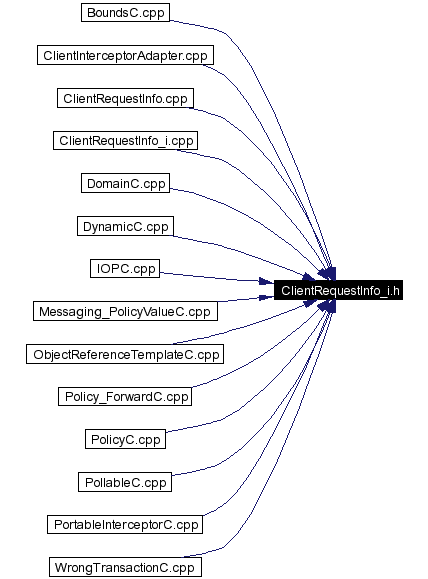 BoundsC.cpp
ClientInterceptorAdapter.cpp
ClientRequestInfo.cpp
ClientRequestInfo_i.cpp
DomainC.cpp
DynamicC.cpp
IOPC.cpp
ClientRequestInfo_i.h
Messaging_PolicyValueC.cpp
ObjectReferenceTemplateC.cpp
Policy_ForwardC.cpp
PolicyC.cpp
PollableC.cpp
PortableInterceptorC.cpp
WrongTransactionC.cpp